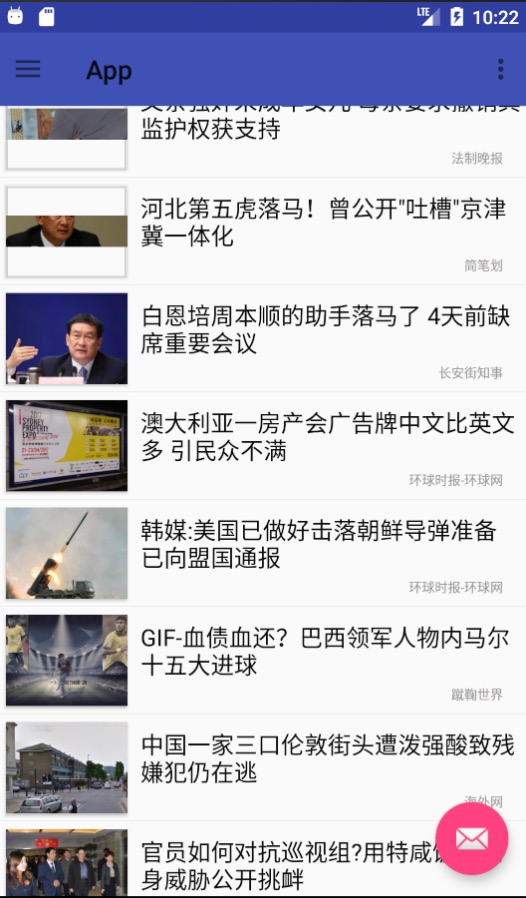 LTE
10:22
App
监护权获支持
法制晚报
河北第五虎落马！曾公开"吐槽"京津
冀一体化
简笔划
白恩培周本顺的助手落马了 4天前缺
席重要会议
长安街知事
SYDNEY
PROPERTY
EXPO
澳大利亚一房产会广告牌中文比英文
多 引民众不满
环球时报-环球网
韩媒:美国已做好击落朝鲜导弹准备
已向盟国通报
环球时报-环球网
GIF-血债血还？巴西领军人物内马尔
十五大进球
蹴鞠世界
中国一家三口伦敦街头遭泼强酸致残
嫌犯仍在逃
海外网
官员如何对抗巡视组?用特咸
身威胁公开挑衅